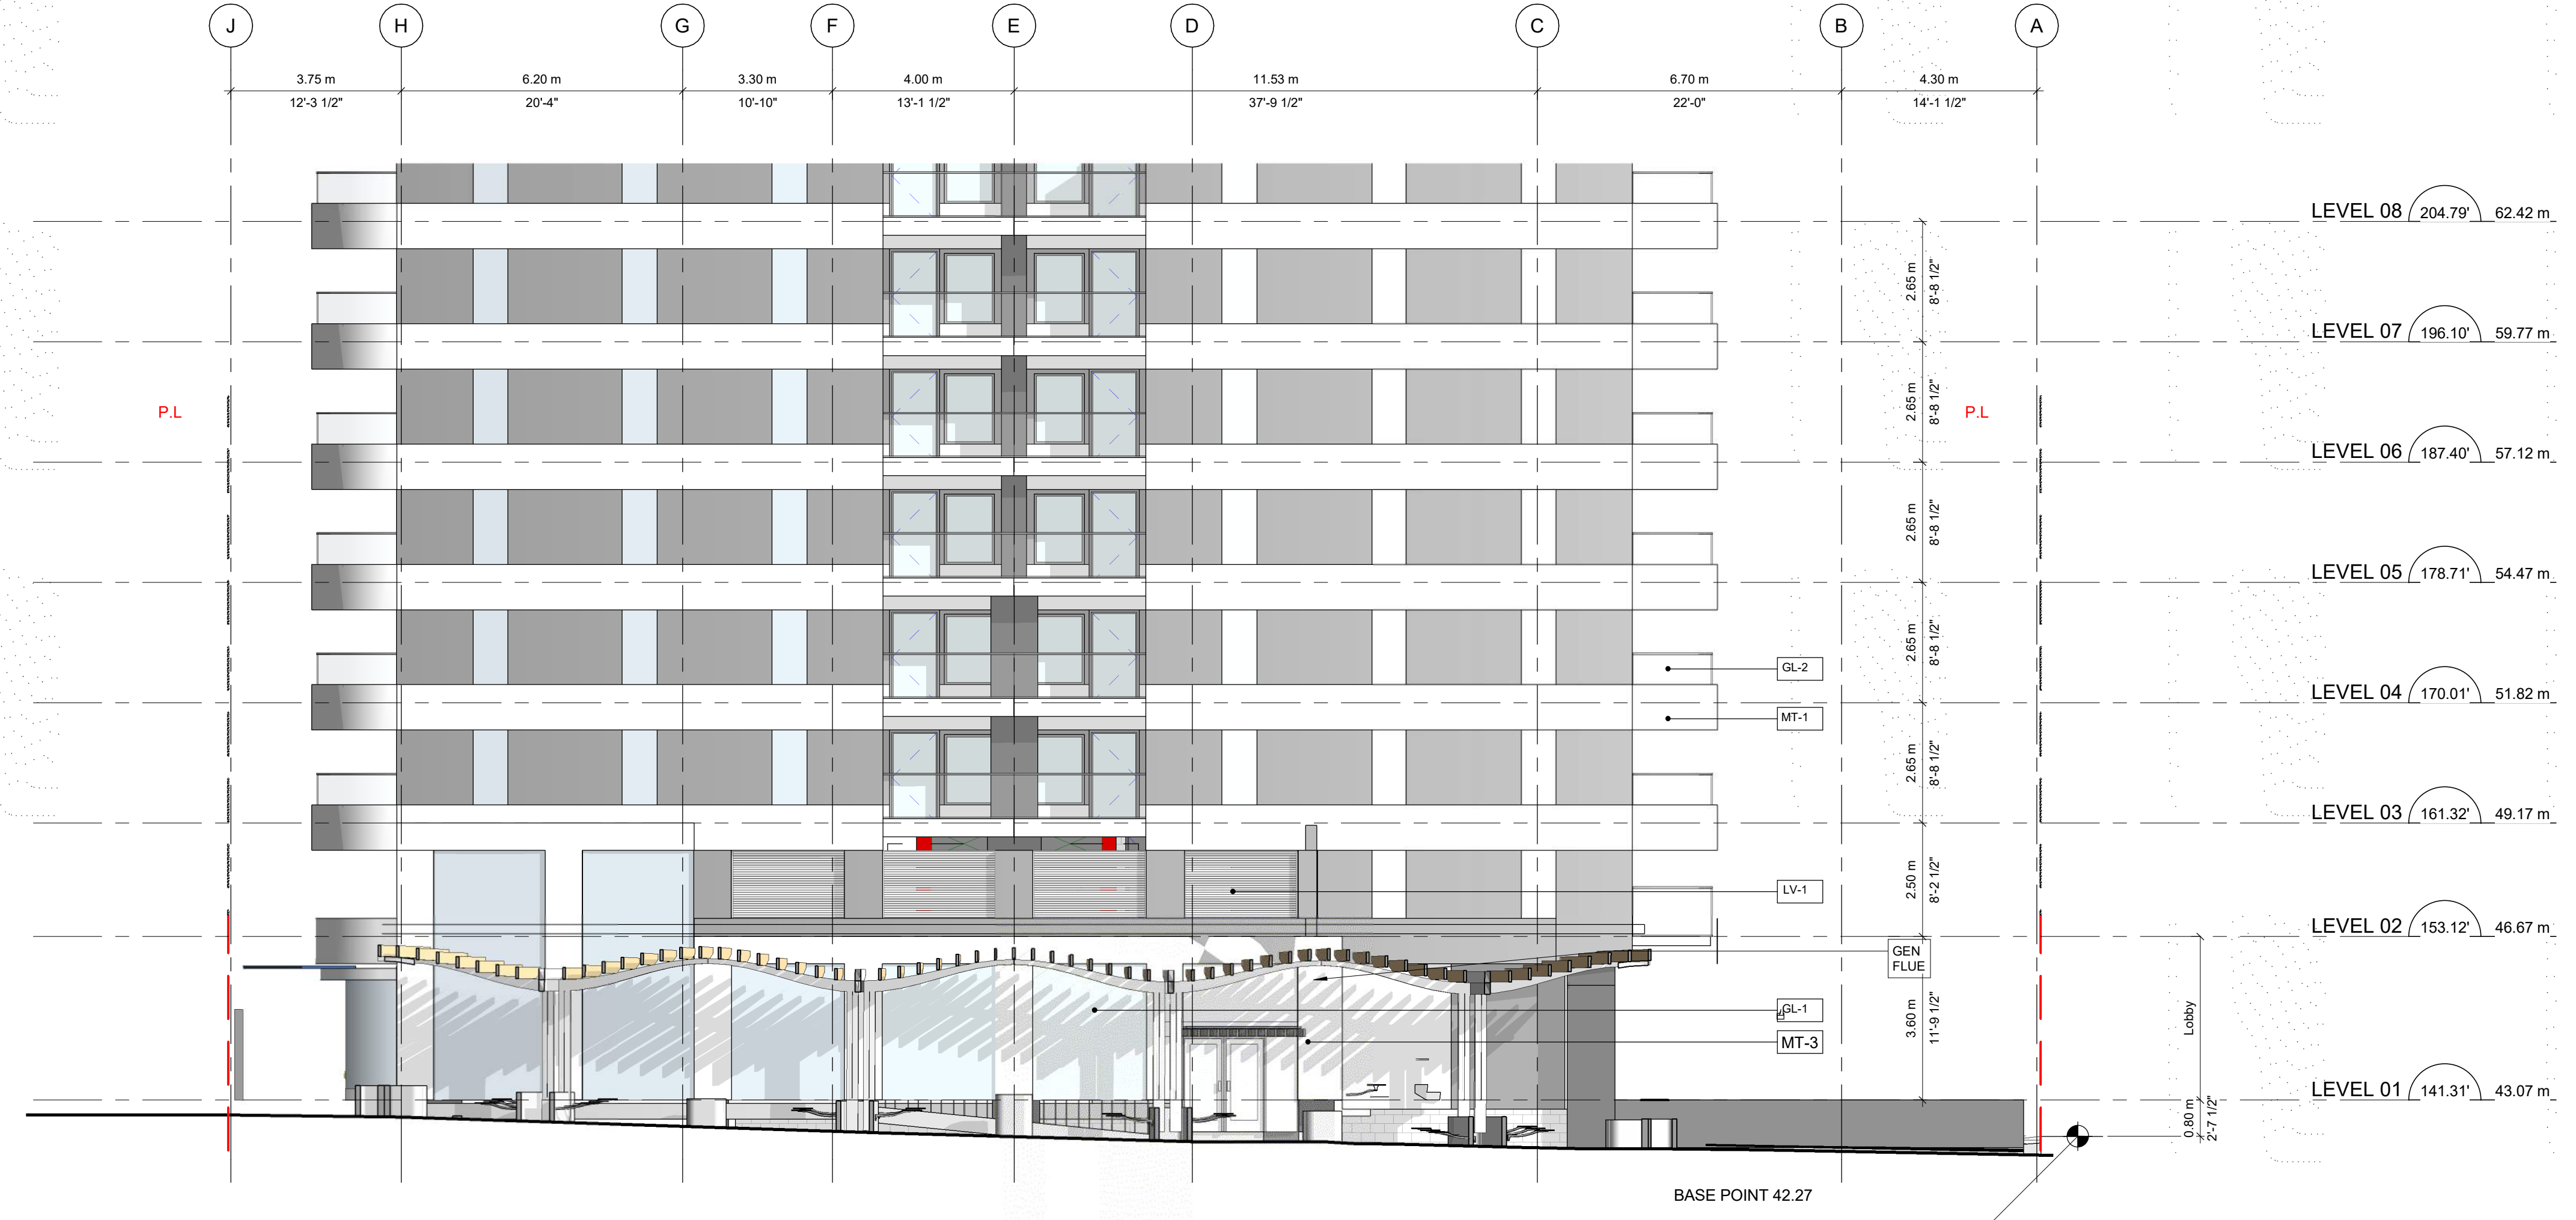 J H G F E D C B A
3.75 m 6.20 m 3.30 m 4.00 m 11.53 m 6.70 m 4.30 m
12'-3 1/2" 20'-4" 10'-10" 13'-1 1/2" 37'-9 1/2" 22'-0" 14'-1 1/2"
LEVEL 08 204.79' 62.42 m
2.65 m
8'-8 1/2"
LEVEL 07 196.10' 59.77 m
P.L
2.65 m
8'-8 1/2"
P.L
LEVEL 06 187.40' 57.12 m
2.65 m
8'-8 1/2"
LEVEL 05 178.71' 54.47 m
2.65 m
8'-8 1/2"
GL-2
LEVEL 04 170.01' 51.82 m
MT-1
2.65 m
8'-8 1/2"
LEVEL 03 161.32' 49.17 m
2.50 m
8'-2 1/2"
LV-1
LEVEL 02 153.12' 46.67 m
GEN
FLUE
GL-1
3.60 m
11'-9 1/2"
Lobby
MT-3
LEVEL 01 141.31' 43.07 m
0.80 m
2'-7 1/2"
BASE POINT 42.27